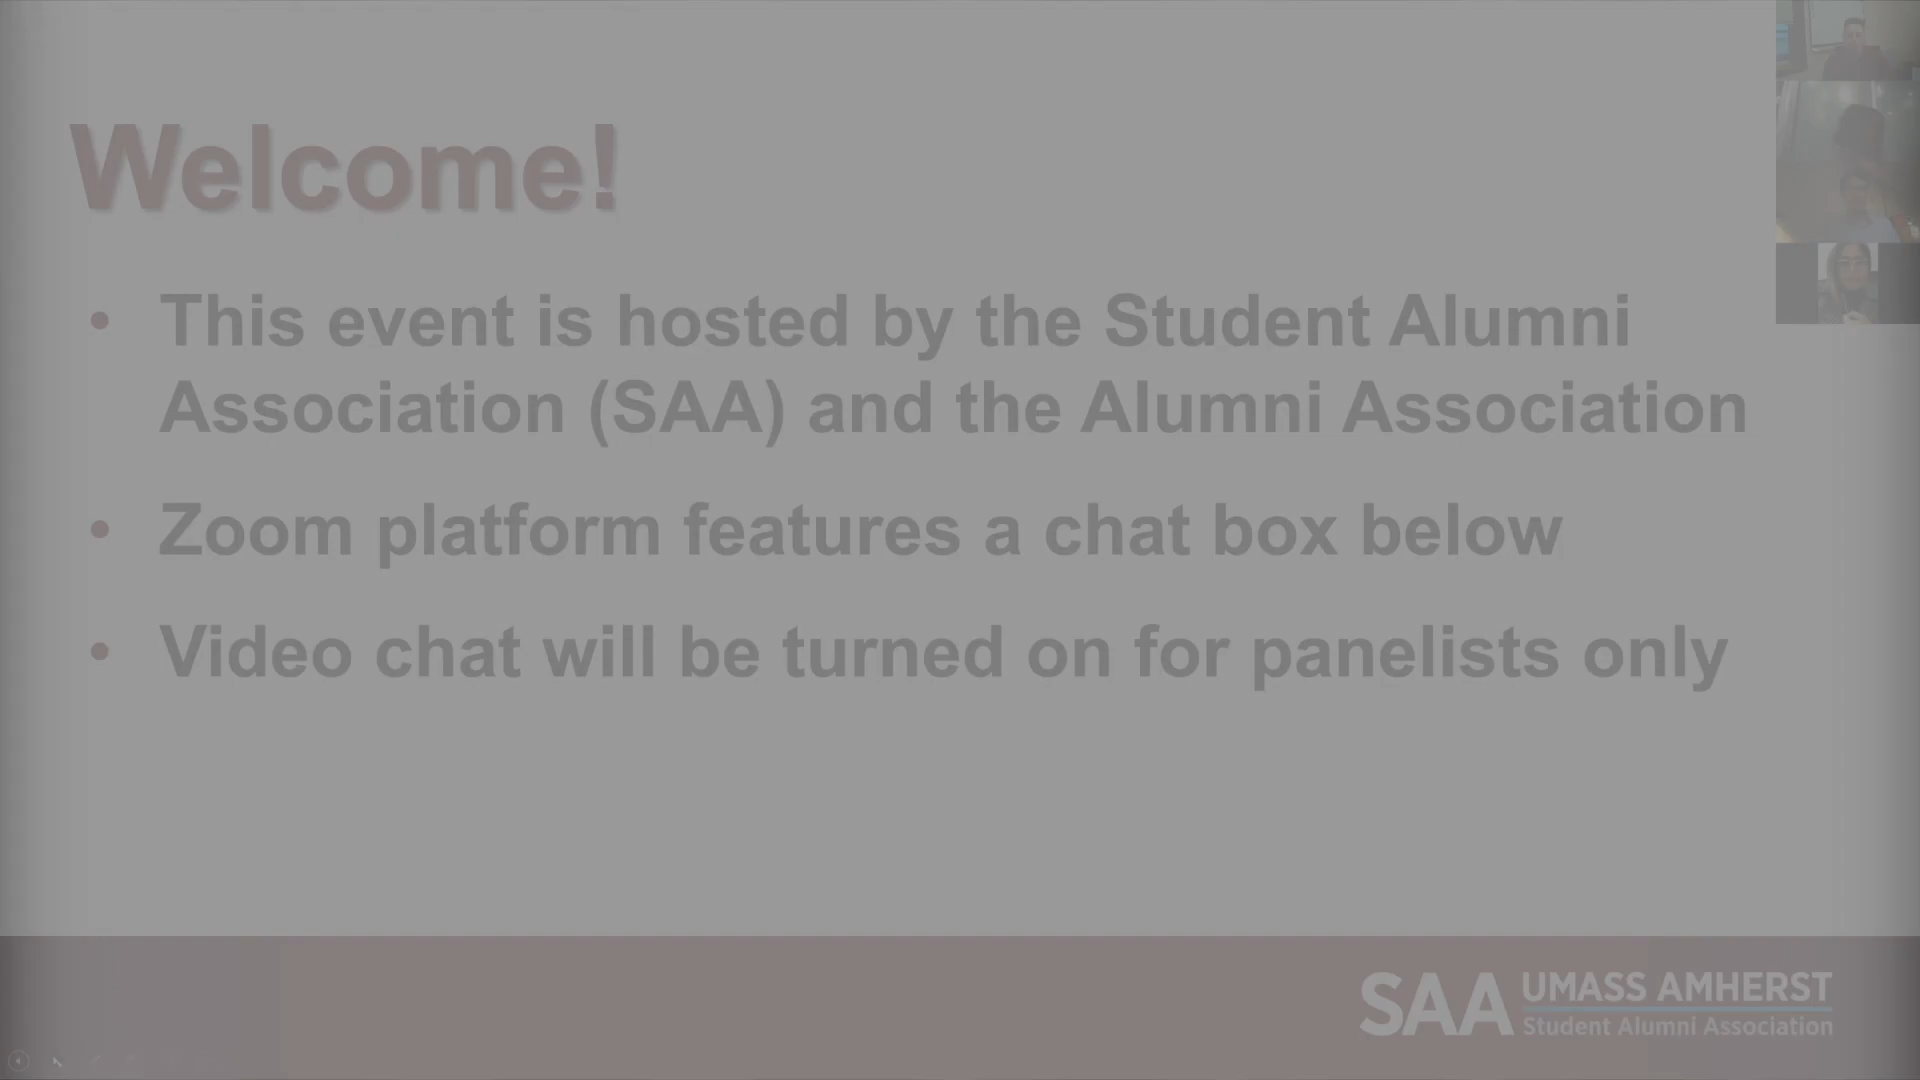 Welcome!
• This event is hosted by the Student Alumni
Association (SAA) and the Alumni Association
• Zoom platform features a chat box below
• Video chat will be turned on for panelists only
SAA UMASS AMHERST
Student Alumni Association